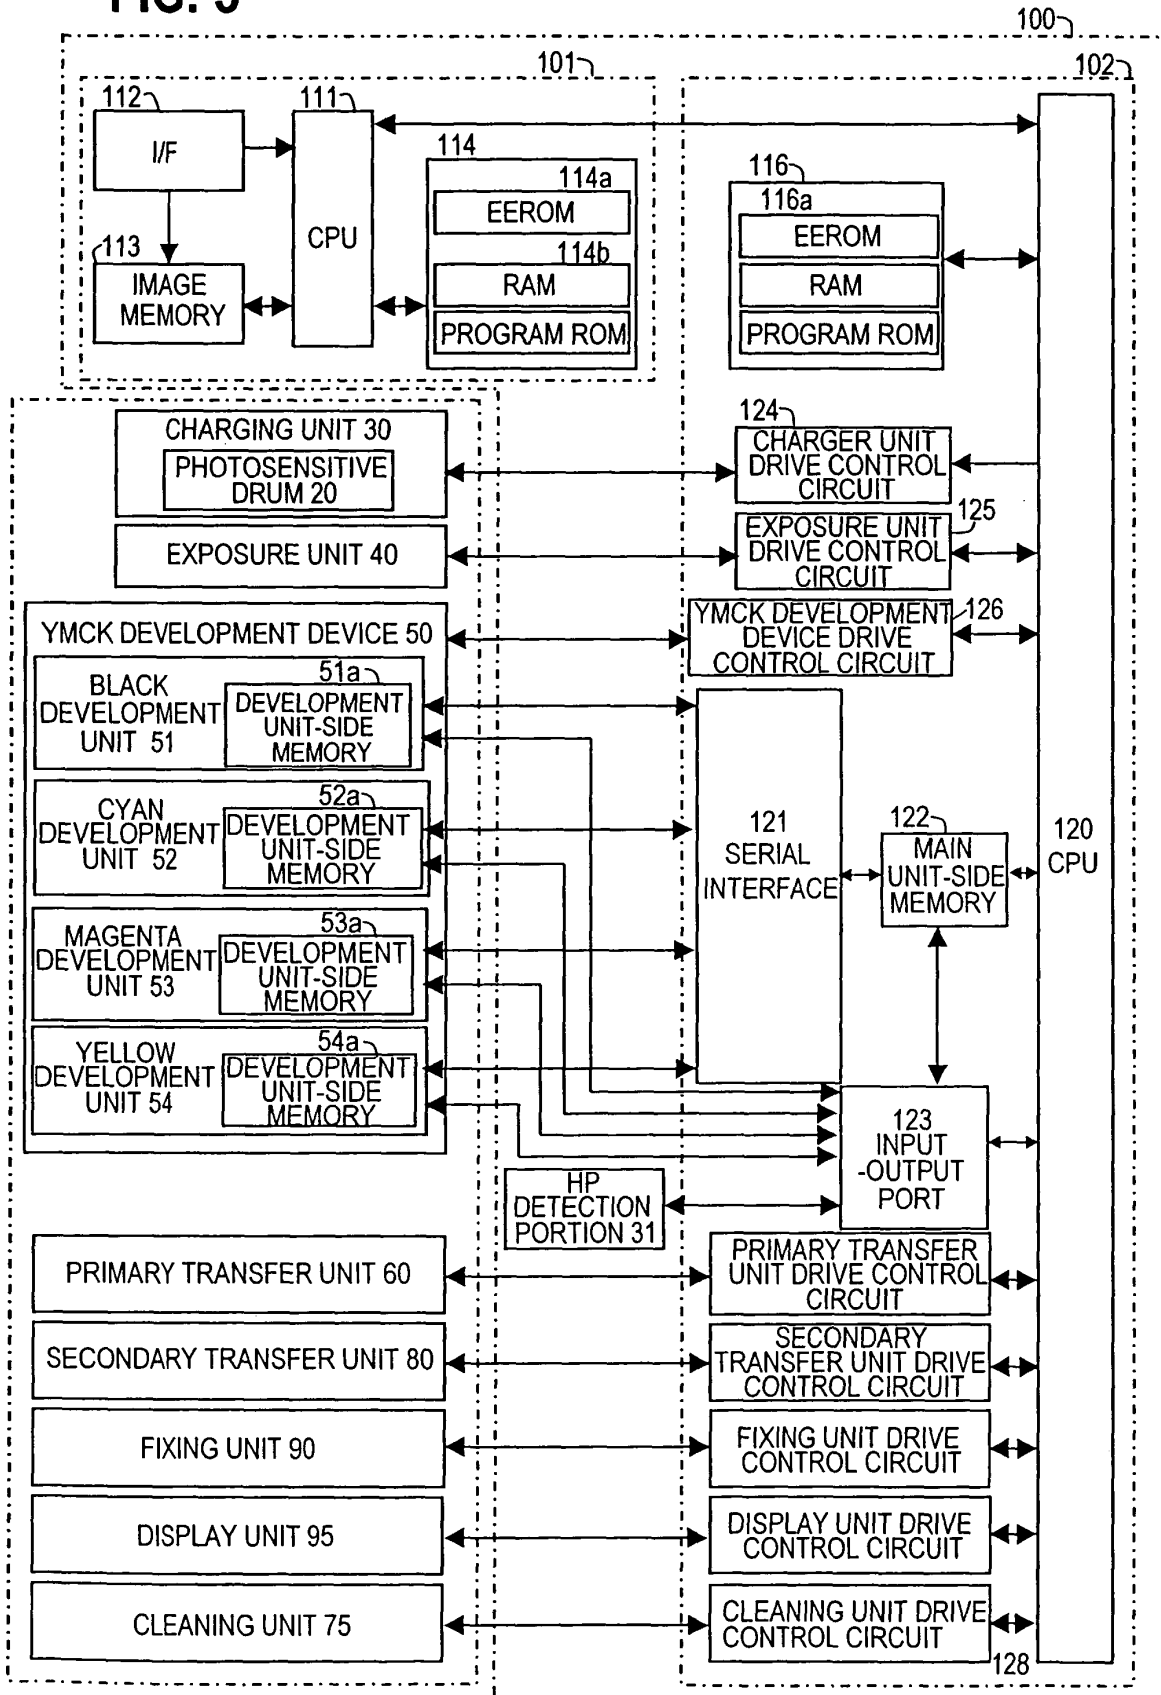 FIG. 9
100
101
102
112
111
I/F
CPU
114
114a
EEROM
114b
RAM
PROGRAM ROM
113
IMAGE
MEMORY
116
116a
EEROM
RAM
PROGRAM ROM
CHARGING UNIT 30
PHOTOSENSITIVE
DRUM 20
124
CHARGER UNIT
DRIVE CONTROL
CIRCUIT
EXPOSURE UNIT 40
125
EXPOSURE UNIT
DRIVE CONTROL
CIRCUIT
YMCK DEVELOPMENT DEVICE 50
126
YMCK DEVELOPMENT
DEVICE DRIVE
CONTROL CIRCUIT
BLACK
DEVELOPMENT
UNIT 51
51a
DEVELOPMENT
UNIT-SIDE
MEMORY
CYAN
DEVELOPMENT
UNIT 52
52a
DEVELOPMENT
UNIT-SIDE
MEMORY
MAGENTA
DEVELOPMENT
UNIT 53
53a
DEVELOPMENT
UNIT-SIDE
MEMORY
YELLOW
DEVELOPMENT
UNIT 54
54a
DEVELOPMENT
UNIT-SIDE
MEMORY
121
SERIAL
INTERFACE
122
MAIN
UNIT-SIDE
MEMORY
120
CPU
123
INPUT
-OUTPUT
PORT
HP
DETECTION
PORTION 31
PRIMARY TRANSFER UNIT 60
PRIMARY TRANSFER
UNIT DRIVE CONTROL
CIRCUIT
SECONDARY TRANSFER UNIT 80
SECONDARY
TRANSFER UNIT DRIVE
CONTROL CIRCUIT
FIXING UNIT 90
FIXING UNIT DRIVE
CONTROL CIRCUIT
DISPLAY UNIT 95
DISPLAY UNIT DRIVE
CONTROL CIRCUIT
CLEANING UNIT 75
CLEANING UNIT DRIVE
CONTROL CIRCUIT
128